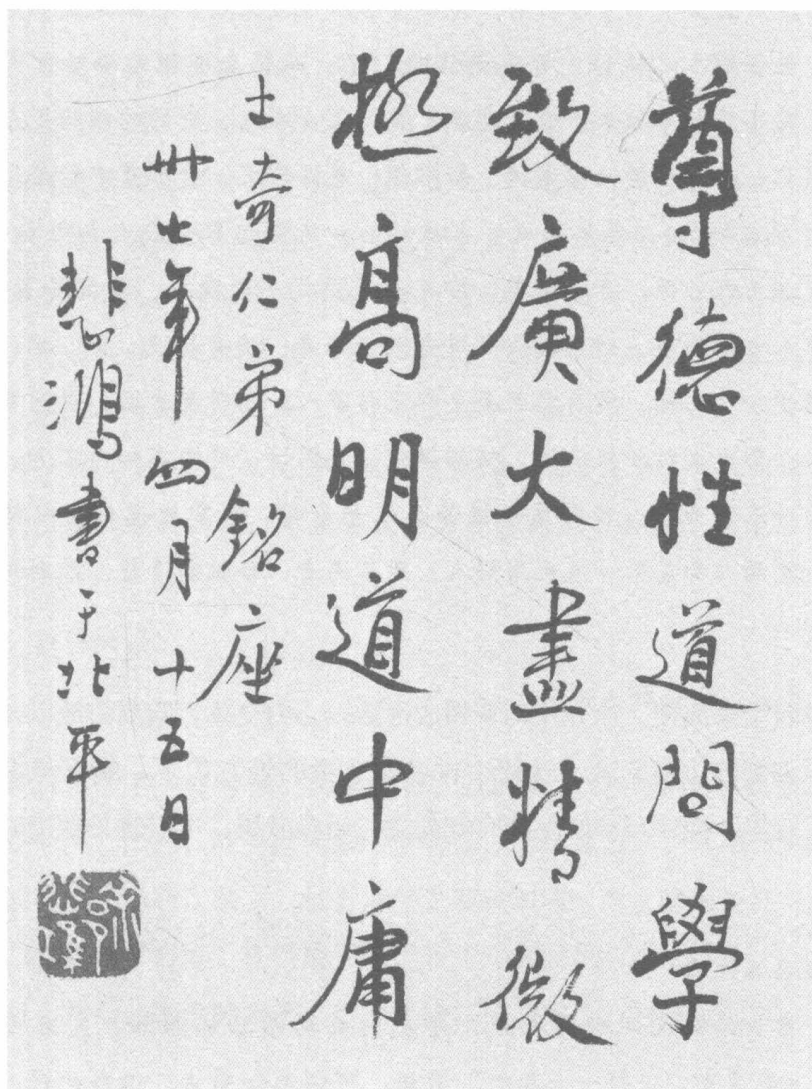 尊德性道問學
致廣大盡精微
極高明道中庸
士奇仁弟銘座
卅七年四月十五日
悲鴻書于北平